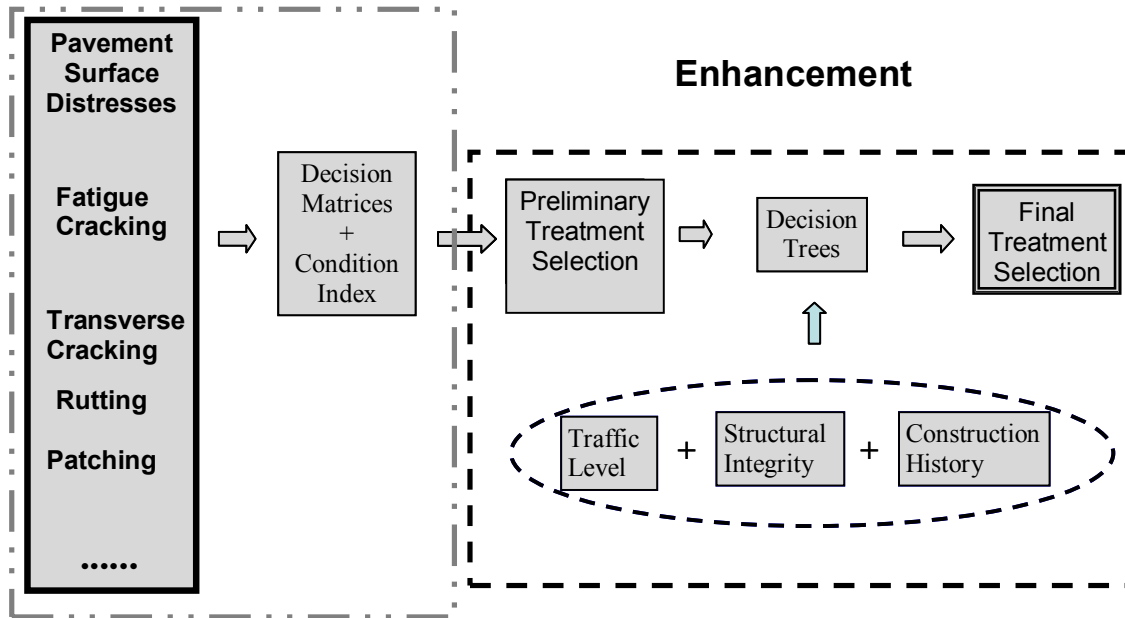 Pavement
Surface
Distresses
Fatigue
Cracking
Transverse
Cracking
Rutting
Patching
......
Decision
Matrices
+
Condition
Index
Enhancement
Preliminary
Treatment
Selection
Decision
Trees
Final
Treatment
Selection
Traffic
Level
+
Structural
Integrity
+
Construction
History